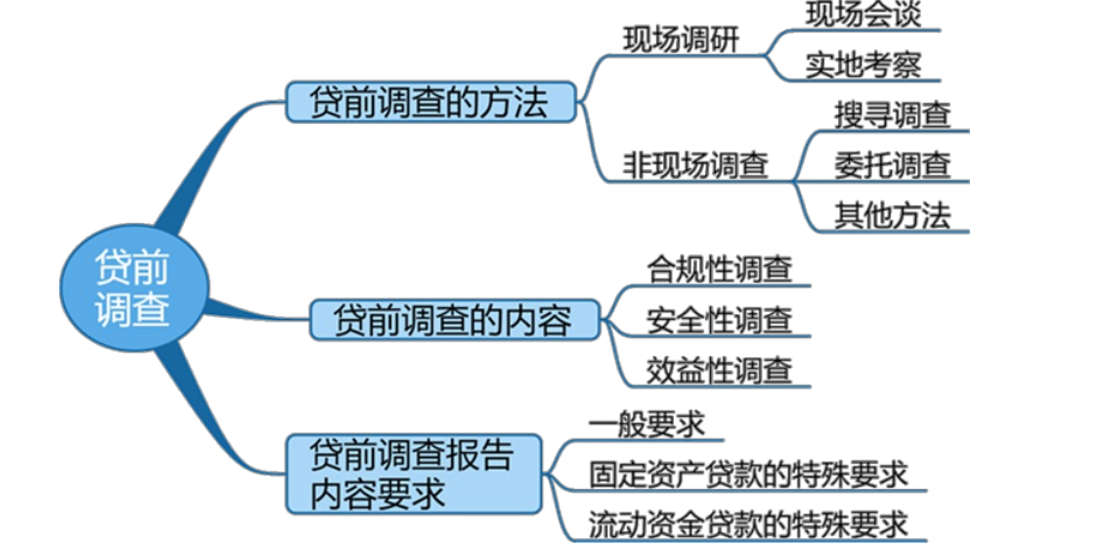 贷前
调查
贷前调查的方法
现场调研
现场会谈
实地考察
非现场调查
搜寻调查
委托调查
其他方法
贷前调查的内容
合规性调查
安全性调查
效益性调查
贷前调查报告
内容要求
一般要求
固定资产贷款的特殊要求
流动资金贷款的特殊要求